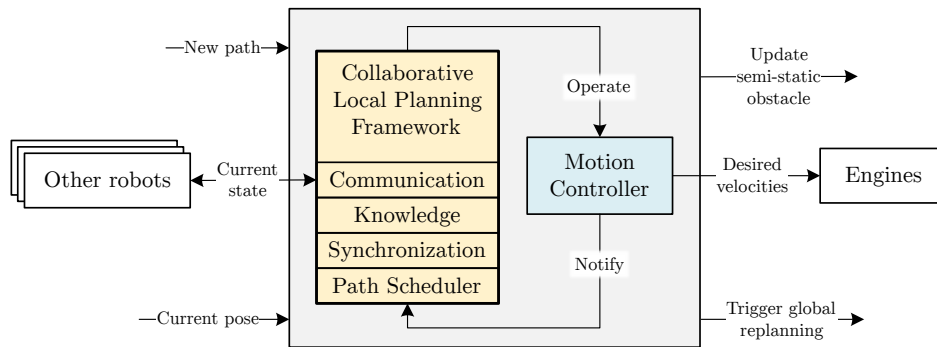 New path
Collaborative
Local Planning
Framework
Communication
Knowledge
Synchronization
Path Scheduler
Operate
Motion
Controller
Notify
Update
semi-static
obstacle
Other robots
Current
state
Desired
velocities
Engines
Current pose
Trigger global
replanning